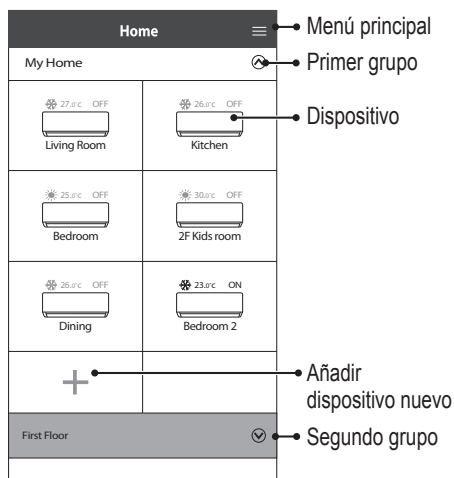 Home
Menú principal
My Home
Primer grupo
27.0°C OFF
26.0°C OFF
Dispositivo
Living Room
Kitchen
25.0°C OFF
30.0°C OFF
Bedroom
2F Kids room
26.0°C OFF
23.0°C ON
Dining
Bedroom 2
Añadir
dispositivo nuevo
First Floor
Segundo grupo